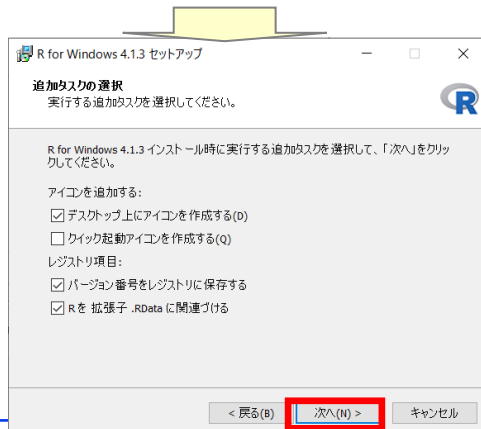 R for Windows 4.1.3 セットアップ
追加タスクの選択
実行する追加タスクを選択してください。
R
R for Windows 4.1.3 インストール時に実行する追加タスクを選択して、「次へ」をクリッ
クしてください。
アイコンを追加する:
デスクトップ上にアイコンを作成する(D)
クイック起動アイコンを作成する(Q)
レジストリ項目:
バージョン番号をレジストリに保存する
Rを 拡張子 .RData に関連づける
< 戻る(B)
次へ(N) >
キャンセル